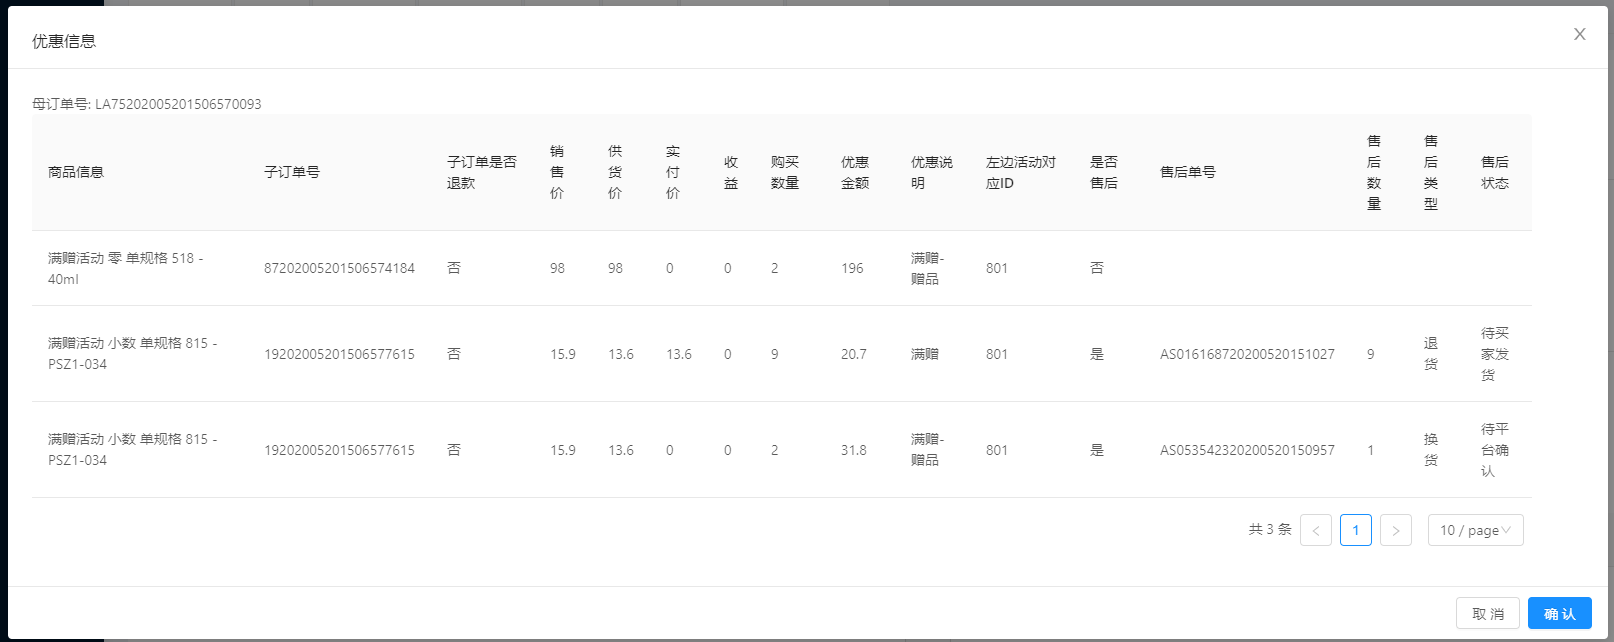 优惠信息
母订单号: LA75202005201506570093
商品信息 子订单号 子订单是否退款 销售价 供货价 实付价 收益 购买数量 优惠金额 优惠说明 左边活动对应ID 是否售后 售后单号 售后数量 售后类型 售后状态
满赠活动 零 单规格 518 - 40ml 87202005201506574184 否 98 98 0 0 2 196 满赠-赠品 801 否
满赠活动 小数 单规格 815 - PSZ1-034 19202005201506577615 否 15.9 13.6 13.6 0 9 20.7 满赠 801 是 AS016168720200520151027 9 退货 待买家发货
满赠活动 小数 单规格 815 - PSZ1-034 19202005201506577615 否 15.9 13.6 0 0 2 31.8 满赠-赠品 801 是 AS053542320200520150957 1 换货 待平台确认
共 3 条 < 1 > 10 / page
取 消 确 认